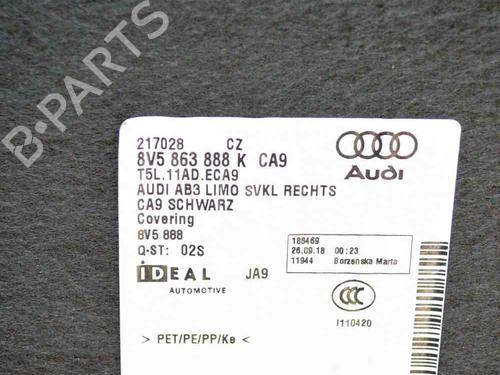 B-PARTS
217028 CZ
8V5 863 888 K CA9
T5L.11AD.ECA9
AUDI AB3 LIMO SVKL RECHTS
CA9 SCHWARZ
Covering
8V5 888
Q-ST: 02S
IDEAL JA9
AUTOMOTIVE
Audi
188469
26.09.18 00:23
11944 Borzenska Marta
CCC
I110420
> PET/PE/PP/Ke <